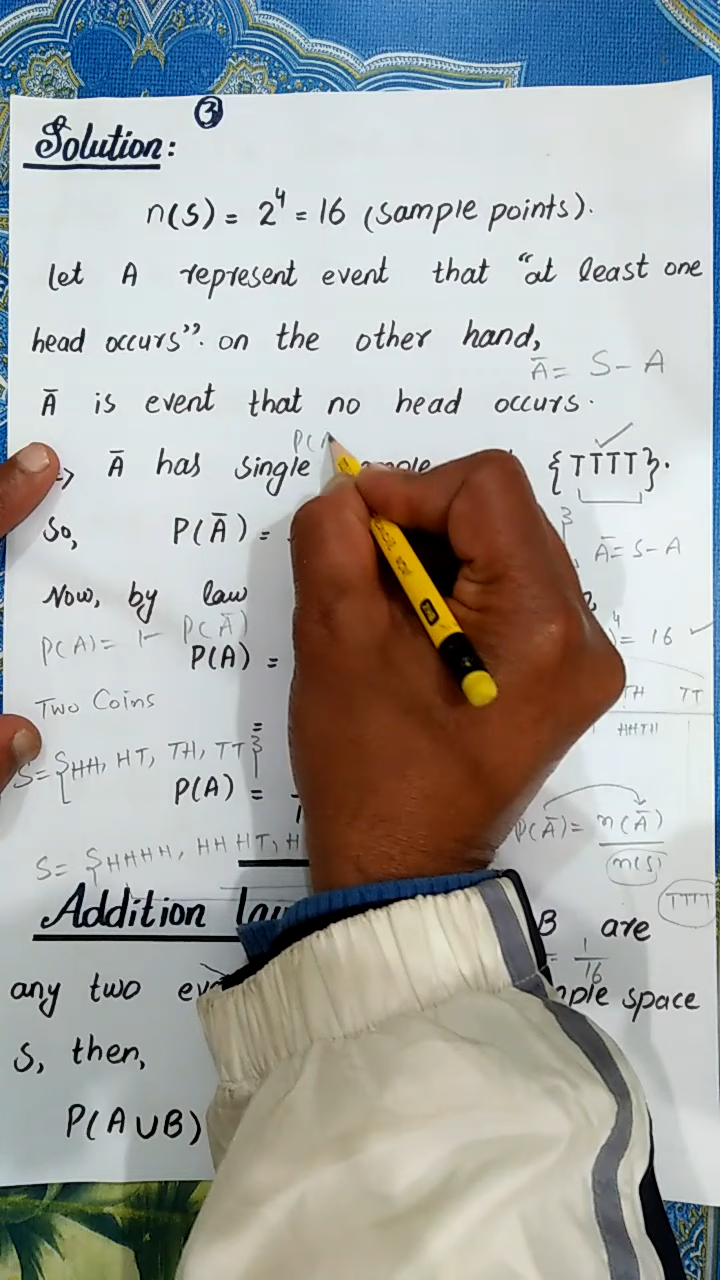 3
Solution:
n(S) = 2⁴ = 16 (Sample points).
Let A represent event that "at least one
head occurs". on the other hand,
Ā = S - A
Ā is event that no head occurs.
P(A
=> Ā has single {TTTT}.
So, P(Ā) =
Ā = S - A
Now, by law
P(A) = 1 - P(Ā)
4 = 16
P(A) =
Two Coins
TH TT
HHTH
S = {HH, HT, TH, TT}
P(A) =
P(Ā) = n(Ā) / n(S)
S = {HHHH, HHHT, H
TTTT
Addition B are
= 1/16
any two space
S, then,
P(A∪B)